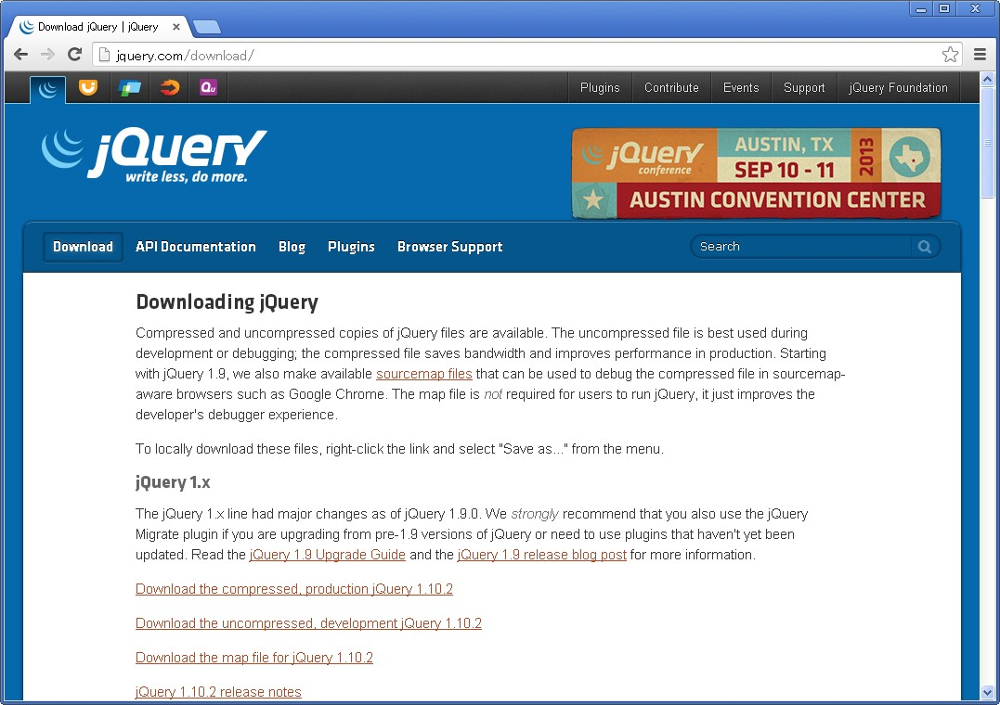 Download jQuery | jQuery
jquery.com/download/
Qu
Plugins Contribute Events Support jQuery Foundation
jQuery
write less, do more.
jQuery
conference
AUSTIN, TX
SEP 10 - 11
2013
AUSTIN CONVENTION CENTER
Download API Documentation Blog Plugins Browser Support Search
Downloading jQuery
Compressed and uncompressed copies of jQuery files are available. The uncompressed file is best used during
development or debugging; the compressed file saves bandwidth and improves performance in production. Starting
with jQuery 1.9, we also make available sourcemap files that can be used to debug the compressed file in sourcemap-
aware browsers such as Google Chrome. The map file is not required for users to run jQuery, it just improves the
developer's debugger experience.
To locally download these files, right-click the link and select "Save as..." from the menu.
jQuery 1.x
The jQuery 1.x line had major changes as of jQuery 1.9.0. We strongly recommend that you also use the jQuery
Migrate plugin if you are upgrading from pre-1.9 versions of jQuery or need to use plugins that haven't yet been
updated. Read the jQuery 1.9 Upgrade Guide and the jQuery 1.9 release blog post for more information.
Download the compressed, production jQuery 1.10.2
Download the uncompressed, development jQuery 1.10.2
Download the map file for jQuery 1.10.2
jQuery 1.10.2 release notes